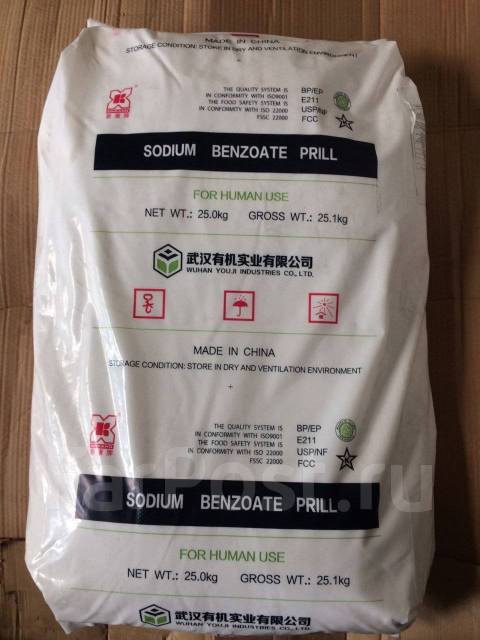 MADE IN CHINA
STORAGE CONDITION: STORE IN DRY AND VENTILATION ENVIRONMENT
THE QUALITY SYSTEM IS
IN CONFORMITY WITH ISO9001
THE FOOD SAFETY SYSTEM IS
IN CONFORMITY WITH ISO 22000
FSSC 22000
BP/EP
E211
USP/NF
FCC
SODIUM BENZOATE PRILL
FOR HUMAN USE
NET WT.: 25.0kg GROSS WT.: 25.1kg
武汉有机实业有限公司
WUHAN YOUJI INDUSTRIES CO., LTD.
MADE IN CHINA
STORAGE CONDITION: STORE IN DRY AND VENTILATION ENVIRONMENT
THE QUALITY SYSTEM IS
IN CONFORMITY WITH ISO9001
THE FOOD SAFETY SYSTEM IS
IN CONFORMITY WITH ISO 22000
FSSC 22000
BP/EP
E211
USP/NF
FCC
FarPost.ru
SODIUM BENZOATE PRILL
FOR HUMAN USE
NET WT.: 25.0kg GROSS WT.: 25.1kg
武汉有机实业有限公司
WUHAN YOUJI INDUSTRIES CO., LTD.